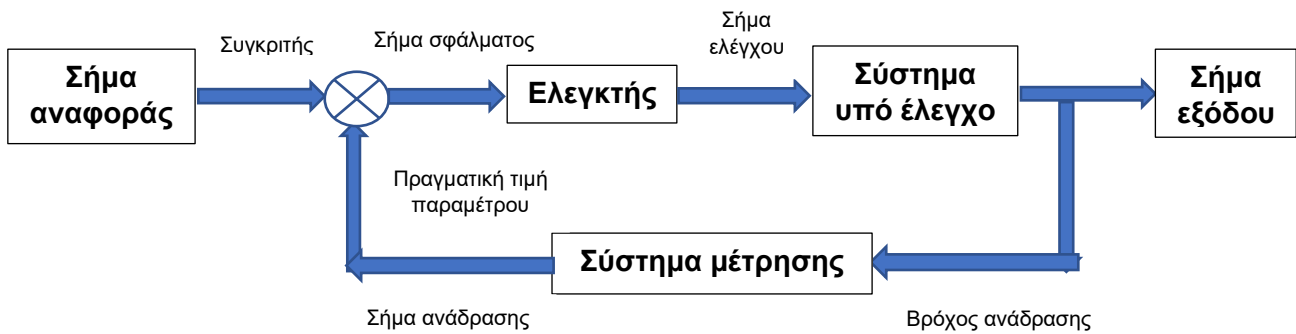 Συγκριτής
Σήμα σφάλματος
Σήμα
ελέγχου
Σήμα
αναφοράς
Ελεγκτής
Σύστημα
υπό έλεγχο
Σήμα
εξόδου
Πραγματική τιμή
παραμέτρου
Σύστημα μέτρησης
Σήμα ανάδρασης
Βρόχος ανάδρασης